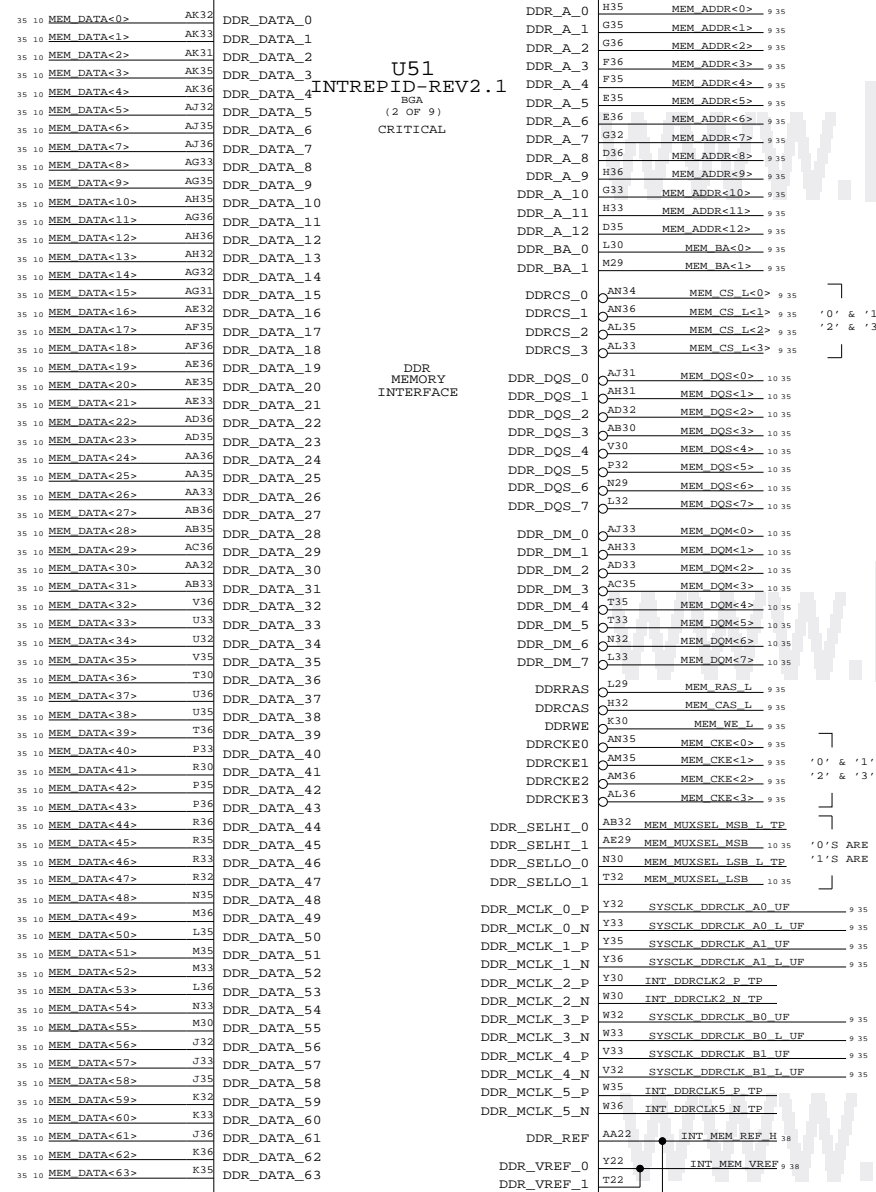 U51
INTREPID-REV2.1
BGA
(2 OF 9)
CRITICAL
DDR
MEMORY
INTERFACE
35 10 MEM_DATA<0> AK32 DDR_DATA_0
35 10 MEM_DATA<1> AK33 DDR_DATA_1
35 10 MEM_DATA<2> AK31 DDR_DATA_2
35 10 MEM_DATA<3> AK35 DDR_DATA_3
35 10 MEM_DATA<4> AK36 DDR_DATA_4
35 10 MEM_DATA<5> AJ32 DDR_DATA_5
35 10 MEM_DATA<6> AJ35 DDR_DATA_6
35 10 MEM_DATA<7> AJ36 DDR_DATA_7
35 10 MEM_DATA<8> AG33 DDR_DATA_8
35 10 MEM_DATA<9> AG35 DDR_DATA_9
35 10 MEM_DATA<10> AH35 DDR_DATA_10
35 10 MEM_DATA<11> AG36 DDR_DATA_11
35 10 MEM_DATA<12> AH36 DDR_DATA_12
35 10 MEM_DATA<13> AH32 DDR_DATA_13
35 10 MEM_DATA<14> AG32 DDR_DATA_14
35 10 MEM_DATA<15> AG31 DDR_DATA_15
35 10 MEM_DATA<16> AE32 DDR_DATA_16
35 10 MEM_DATA<17> AF35 DDR_DATA_17
35 10 MEM_DATA<18> AF36 DDR_DATA_18
35 10 MEM_DATA<19> AE36 DDR_DATA_19
35 10 MEM_DATA<20> AE35 DDR_DATA_20
35 10 MEM_DATA<21> AE33 DDR_DATA_21
35 10 MEM_DATA<22> AD36 DDR_DATA_22
35 10 MEM_DATA<23> AD35 DDR_DATA_23
35 10 MEM_DATA<24> AA36 DDR_DATA_24
35 10 MEM_DATA<25> AA35 DDR_DATA_25
35 10 MEM_DATA<26> AA33 DDR_DATA_26
35 10 MEM_DATA<27> AB36 DDR_DATA_27
35 10 MEM_DATA<28> AB35 DDR_DATA_28
35 10 MEM_DATA<29> AC36 DDR_DATA_29
35 10 MEM_DATA<30> AA32 DDR_DATA_30
35 10 MEM_DATA<31> AB33 DDR_DATA_31
35 10 MEM_DATA<32> V36 DDR_DATA_32
35 10 MEM_DATA<33> U33 DDR_DATA_33
35 10 MEM_DATA<34> U32 DDR_DATA_34
35 10 MEM_DATA<35> V35 DDR_DATA_35
35 10 MEM_DATA<36> T30 DDR_DATA_36
35 10 MEM_DATA<37> U36 DDR_DATA_37
35 10 MEM_DATA<38> U35 DDR_DATA_38
35 10 MEM_DATA<39> T36 DDR_DATA_39
35 10 MEM_DATA<40> P33 DDR_DATA_40
35 10 MEM_DATA<41> R30 DDR_DATA_41
35 10 MEM_DATA<42> P35 DDR_DATA_42
35 10 MEM_DATA<43> P36 DDR_DATA_43
35 10 MEM_DATA<44> R36 DDR_DATA_44
35 10 MEM_DATA<45> R35 DDR_DATA_45
35 10 MEM_DATA<46> R33 DDR_DATA_46
35 10 MEM_DATA<47> R32 DDR_DATA_47
35 10 MEM_DATA<48> N35 DDR_DATA_48
35 10 MEM_DATA<49> M36 DDR_DATA_49
35 10 MEM_DATA<50> L35 DDR_DATA_50
35 10 MEM_DATA<51> M35 DDR_DATA_51
35 10 MEM_DATA<52> M33 DDR_DATA_52
35 10 MEM_DATA<53> L36 DDR_DATA_53
35 10 MEM_DATA<54> N33 DDR_DATA_54
35 10 MEM_DATA<55> M30 DDR_DATA_55
35 10 MEM_DATA<56> J32 DDR_DATA_56
35 10 MEM_DATA<57> J33 DDR_DATA_57
35 10 MEM_DATA<58> J35 DDR_DATA_58
35 10 MEM_DATA<59> K32 DDR_DATA_59
35 10 MEM_DATA<60> K33 DDR_DATA_60
35 10 MEM_DATA<61> J36 DDR_DATA_61
35 10 MEM_DATA<62> K36 DDR_DATA_62
35 10 MEM_DATA<63> K35 DDR_DATA_63
DDR_A_0 H35 MEM_ADDR<0> 9 35
DDR_A_1 G35 MEM_ADDR<1> 9 35
DDR_A_2 G36 MEM_ADDR<2> 9 35
DDR_A_3 F36 MEM_ADDR<3> 9 35
DDR_A_4 F35 MEM_ADDR<4> 9 35
DDR_A_5 E35 MEM_ADDR<5> 9 35
DDR_A_6 E36 MEM_ADDR<6> 9 35
DDR_A_7 G32 MEM_ADDR<7> 9 35
DDR_A_8 D36 MEM_ADDR<8> 9 35
DDR_A_9 H36 MEM_ADDR<9> 9 35
DDR_A_10 G33 MEM_ADDR<10> 9 35
DDR_A_11 H33 MEM_ADDR<11> 9 35
DDR_A_12 D35 MEM_ADDR<12> 9 35
DDR_BA_0 L30 MEM_BA<0> 9 35
DDR_BA_1 M29 MEM_BA<1> 9 35
DDRCS_0 AN34 MEM_CS_L<0> 9 35
DDRCS_1 AN36 MEM_CS_L<1> 9 35 '0' & '1
DDRCS_2 AL35 MEM_CS_L<2> 9 35 '2' & '3
DDRCS_3 AL33 MEM_CS_L<3> 9 35
DDR_DQS_0 AJ31 MEM_DQS<0> 10 35
DDR_DQS_1 AH31 MEM_DQS<1> 10 35
DDR_DQS_2 AD32 MEM_DQS<2> 10 35
DDR_DQS_3 AB30 MEM_DQS<3> 10 35
DDR_DQS_4 V30 MEM_DQS<4> 10 35
DDR_DQS_5 P32 MEM_DQS<5> 10 35
DDR_DQS_6 N29 MEM_DQS<6> 10 35
DDR_DQS_7 L32 MEM_DQS<7> 10 35
DDR_DM_0 AJ33 MEM_DQM<0> 10 35
DDR_DM_1 AH33 MEM_DQM<1> 10 35
DDR_DM_2 AD33 MEM_DQM<2> 10 35
DDR_DM_3 AC35 MEM_DQM<3> 10 35
DDR_DM_4 T35 MEM_DQM<4> 10 35
DDR_DM_5 T33 MEM_DQM<5> 10 35
DDR_DM_6 N32 MEM_DQM<6> 10 35
DDR_DM_7 L33 MEM_DQM<7> 10 35
DDRRAS L29 MEM_RAS_L 9 35
DDRCAS H32 MEM_CAS_L 9 35
DDRWE K30 MEM_WE_L 9 35
DDRCKE0 AN35 MEM_CKE<0> 9 35
DDRCKE1 AM35 MEM_CKE<1> 9 35 '0' & '1'
DDRCKE2 AM36 MEM_CKE<2> 9 35 '2' & '3'
DDRCKE3 AL36 MEM_CKE<3> 9 35
DDR_SELHI_0 AB32 MEM_MUXSEL_MSB_L_TP
DDR_SELHI_1 AE29 MEM_MUXSEL_MSB 10 35 '0'S ARE
DDR_SELLO_0 N30 MEM_MUXSEL_LSB_L_TP '1'S ARE
DDR_SELLO_1 T32 MEM_MUXSEL_LSB 10 35
DDR_MCLK_0_P Y32 SYSCLK_DDRCLK_A0_UF 9 35
DDR_MCLK_0_N Y33 SYSCLK_DDRCLK_A0_L_UF 9 35
DDR_MCLK_1_P Y35 SYSCLK_DDRCLK_A1_UF 9 35
DDR_MCLK_1_N Y36 SYSCLK_DDRCLK_A1_L_UF 9 35
DDR_MCLK_2_P Y30 INT_DDRCLK2_P_TP
DDR_MCLK_2_N W30 INT_DDRCLK2_N_TP
DDR_MCLK_3_P W32 SYSCLK_DDRCLK_B0_UF 9 35
DDR_MCLK_3_N W33 SYSCLK_DDRCLK_B0_L_UF 9 35
DDR_MCLK_4_P V33 SYSCLK_DDRCLK_B1_UF 9 35
DDR_MCLK_4_N V32 SYSCLK_DDRCLK_B1_L_UF 9 35
DDR_MCLK_5_P W35 INT_DDRCLK5_P_TP
DDR_MCLK_5_N W36 INT_DDRCLK5_N_TP
DDR_REF AA22 INT_MEM_REF_H 38
DDR_VREF_0 Y22 INT_MEM_VREF 9 38
DDR_VREF_1 T22
www.
www.
www.